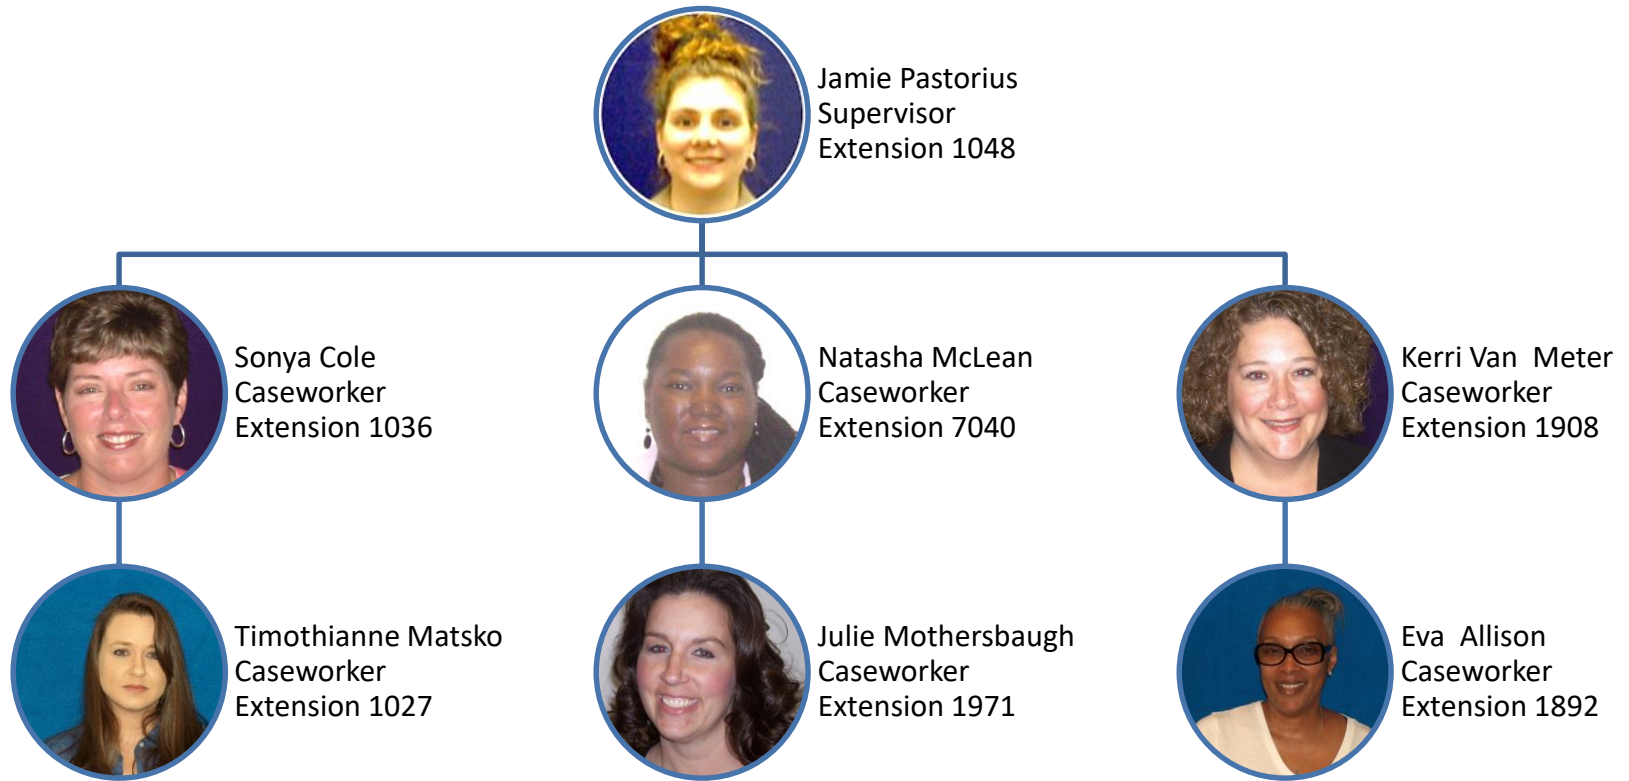 Jamie Pastorius
Supervisor
Extension 1048
Sonya Cole
Caseworker
Extension 1036
Natasha McLean
Caseworker
Extension 7040
Kerri Van  Meter
Caseworker
Extension 1908
Timothianne Matsko
Caseworker
Extension 1027
Julie Mothersbaugh
Caseworker
Extension 1971
Eva  Allison
Caseworker
Extension 1892